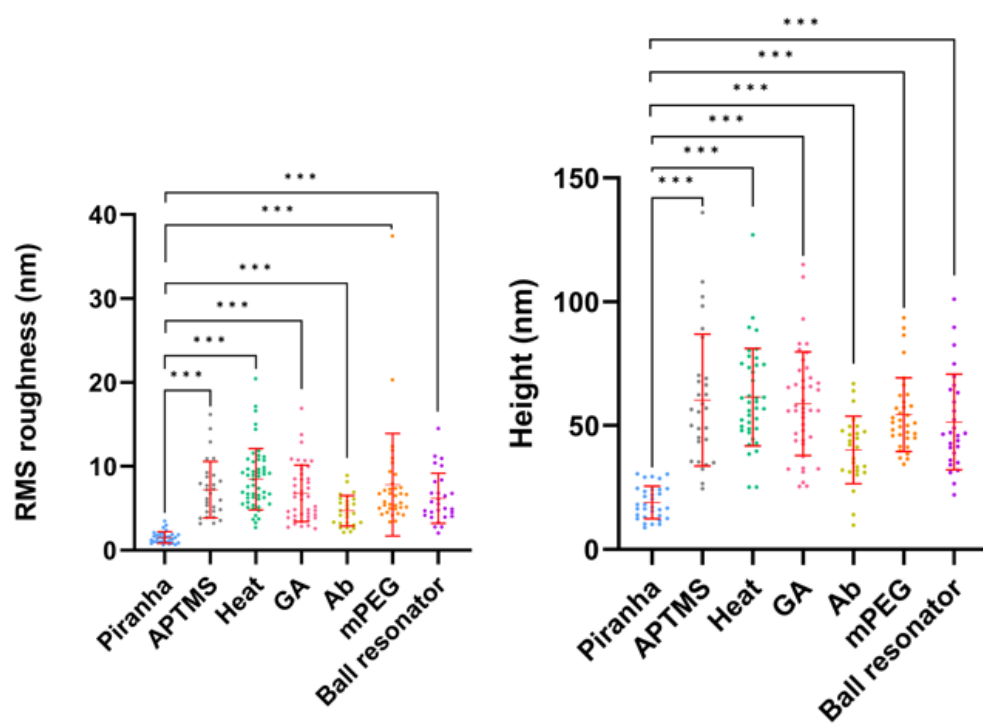 RMS roughness (nm)
40
30
20
10
0
***
***
***
***
***
***
Piranha
APTMS
Heat
GA
Ab
mPEG
Ball resonator
Height (nm)
150
100
50
0
***
***
***
***
***
***
Piranha
APTMS
Heat
GA
Ab
mPEG
Ball resonator